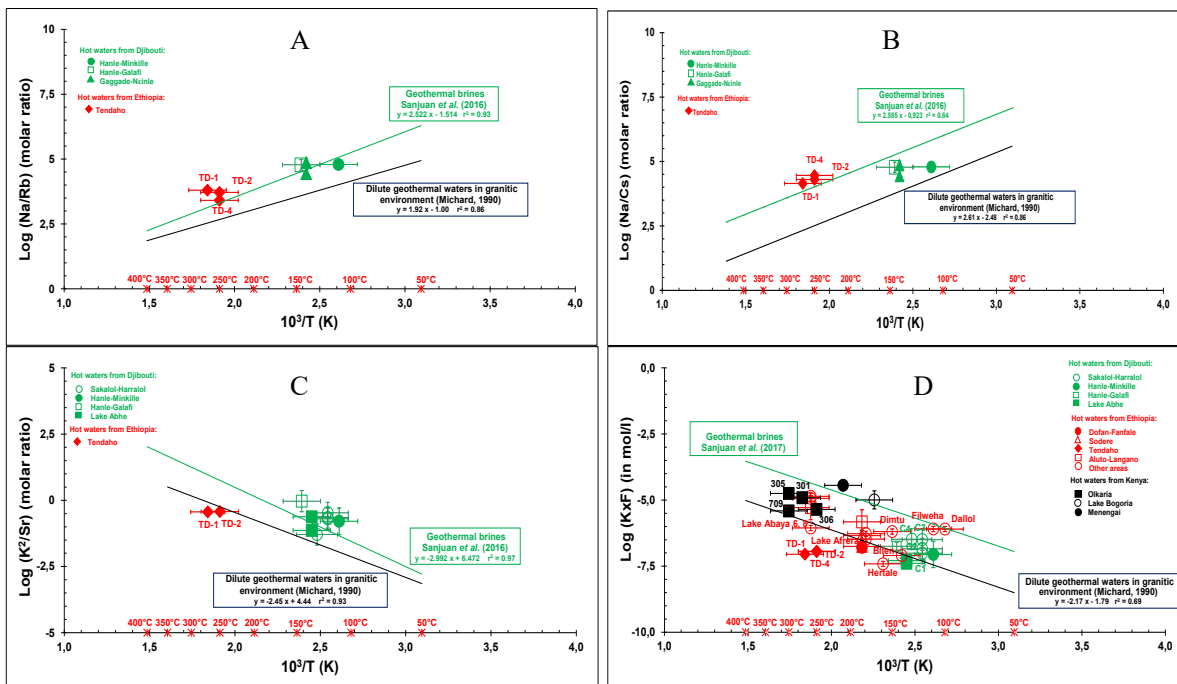 A
Log (Na/Rb) (molar ratio)
10
7,5
5
2,5
0
Hot waters from Djibouti:
Hanle-Minkille
Hanle-Galafi
Gaggade-Neinle
Hot waters from Ethiopia:
Tendaho
Geothermal brines
Sanjuan et al. (2016)
y = 2.522 x - 1.514 r² = 0.93
TD-1
TD-2
TD-4
Dilute geothermal waters in granitic
environment (Michard, 1990)
y = 1.92 x - 1.00 r² = 0.86
400°C 350°C 300°C 250°C 200°C 150°C 100°C 50°C
1,0 1,5 2,0 2,5 3,0 3,5 4,0
10³/T (K)
B
Log (Na/Cs) (molar ratio)
10
7,5
5
2,5
0
Hot waters from Djibouti:
Hanle-Minkille
Hanle-Galafi
Gaggade-Neinle
Hot waters from Ethiopia:
Tendaho
Geothermal brines
Sanjuan et al. (2016)
y = 2.585 x - 0,923 r² = 0.84
TD-4
TD-2
TD-1
Dilute geothermal waters in granitic
environment (Michard, 1990)
y = 2.61 x - 2.48 r² = 0.86
400°C 350°C 300°C 250°C 200°C 150°C 100°C 50°C
1,0 1,5 2,0 2,5 3,0 3,5 4,0
10³/T (K)
C
Log (K²/Sr) (molar ratio)
5
2,5
0
-2,5
-5
Hot waters from Djibouti:
Sakalol-Harralol
Hanle-Minkille
Hanle-Galafi
Lake Abhe
Hot waters from Ethiopia:
Tendaho
TD-1
TD-2
Geothermal brines
Sanjuan et al. (2016)
y = -2.992 x + 6.472 r² = 0.97
Dilute geothermal waters in granitic
environment (Michard, 1990)
y = -2.45 x + 4.44 r² = 0.93
400°C 350°C 300°C 250°C 200°C 150°C 100°C 50°C
1,0 1,5 2,0 2,5 3,0 3,5 4,0
10³/T (K)
D
Log (KxF) (in mol/l)
0,0
-2,5
-5,0
-7,5
-10,0
Hot waters from Djibouti:
Sakalol-Harralol
Hanle-Minkille
Hanle-Galafi
Lake Abhe
Hot waters from Ethiopia:
Dofan-Fanfale
Sodere
Tendaho
Aluto-Langano
Other areas
Hot waters from Kenya:
Olkaria
Lake Bogoria
Menengai
Geothermal brines
Sanjuan et al. (2017)
305
301
709
306
Lake Abaya 6, 8
Dimtu
Filweha
Dallol
Lake Afrera
TD-1
TD-2
TD-4
Hertale
C1
Dilute geothermal waters in granitic
environment (Michard, 1990)
y = -2.17 x - 1.79 r² = 0.69
400°C 350°C 300°C 250°C 200°C 150°C 100°C 50°C
1,0 1,5 2,0 2,5 3,0 3,5 4,0
10³/T (K)